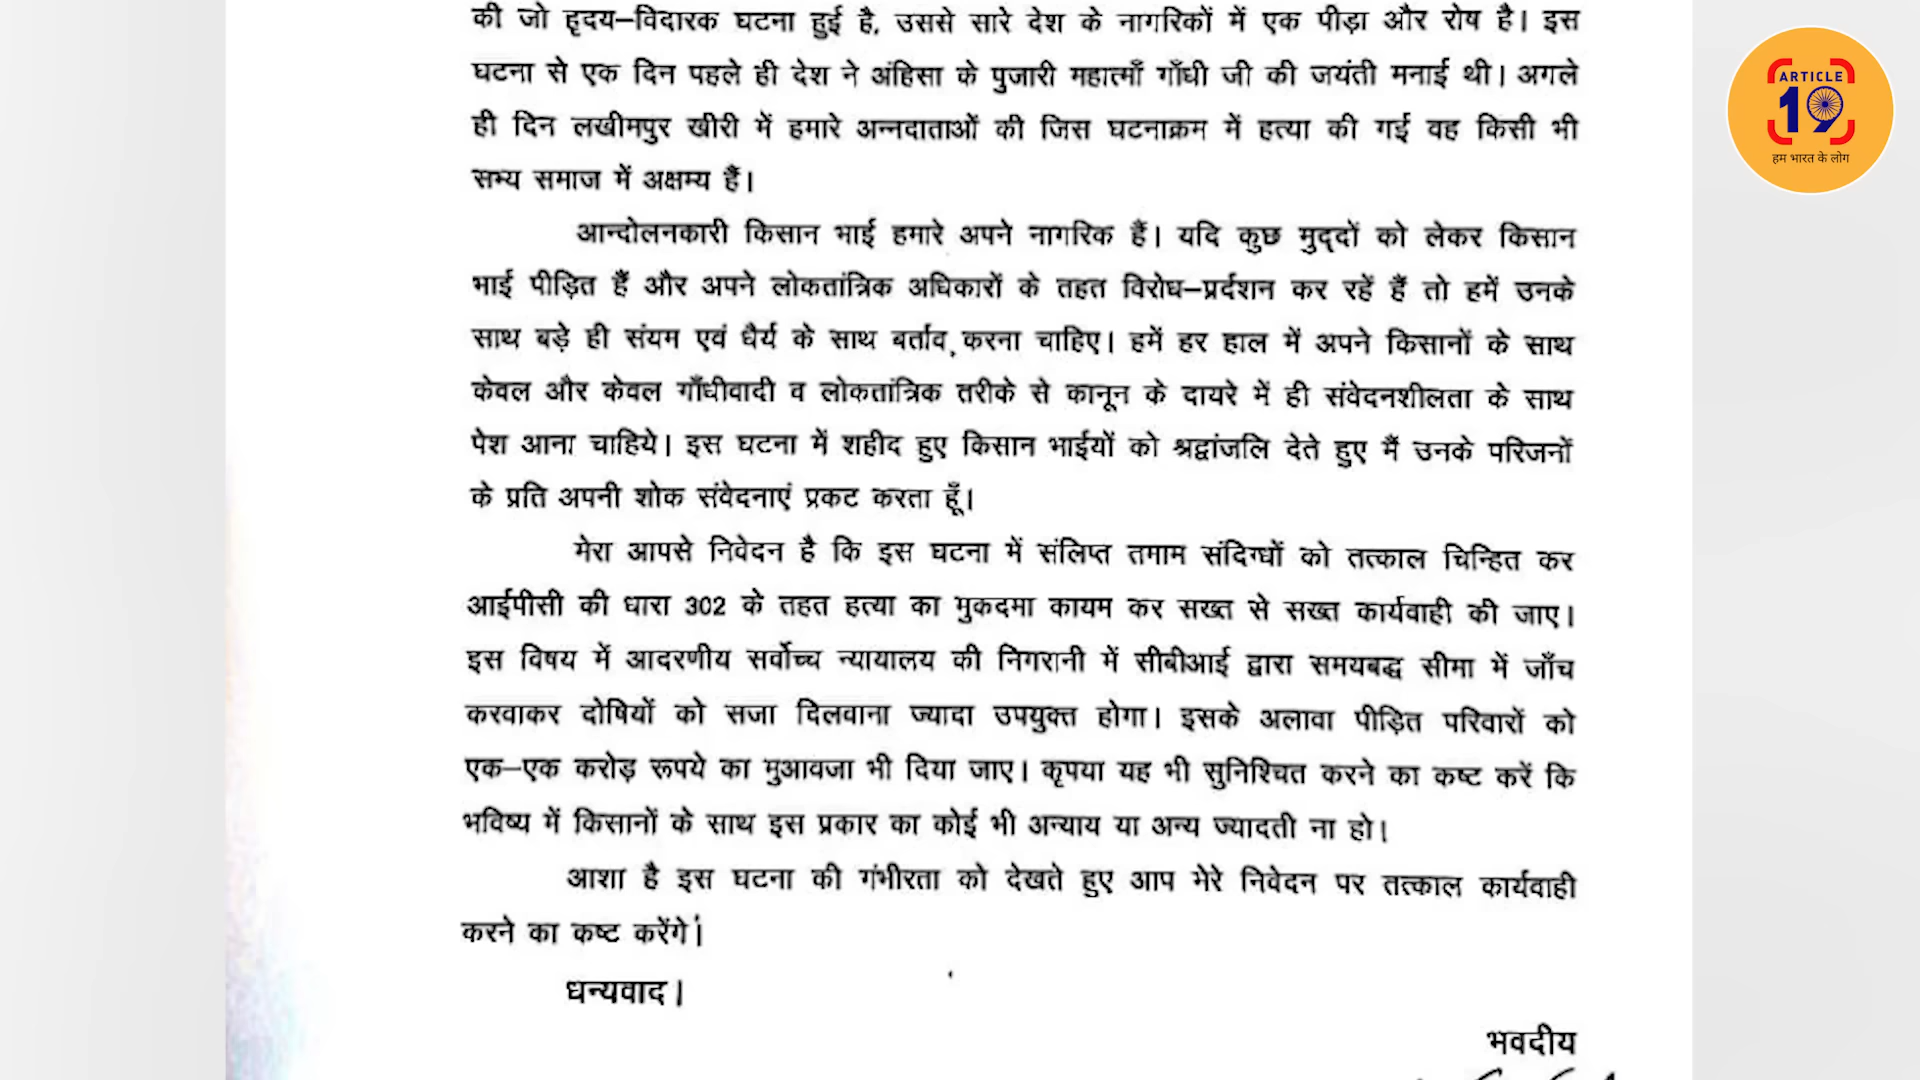 की जो हृदय–विदारक घटना हुई है, उससे सारे देश के नागरिकों में एक पीड़ा और रोष है। इस
घटना से एक दिन पहले ही देश ने अंहिसा के पुजारी महात्माँ गाँधी जी की जयंती मनाई थी। अगले
ही दिन लखीमपुर खीरी में हमारे अन्नदाताओं की जिस घटनाक्रम में हत्या की गई वह किसी भी
सभ्य समाज में अक्षम्य हैं।
आन्दोलनकारी किसान भाई हमारे अपने नागरिक हैं। यदि कुछ मुद्दों को लेकर किसान
भाई पीड़ित हैं और अपने लोकतांत्रिक अधिकारों के तहत विरोध–प्रर्दशन कर रहें हैं तो हमें उनके
साथ बड़े ही संयम एवं धैर्य के साथ बर्ताव करना चाहिए। हमें हर हाल में अपने किसानों के साथ
केवल और केवल गाँधीवादी व लोकतांत्रिक तरीके से कानून के दायरे में ही संवेदनशीलता के साथ
पेश आना चाहिये। इस घटना में शहीद हुए किसान भाईयों को श्रद्वांजलि देते हुए मैं उनके परिजनों
के प्रति अपनी शोक संवेदनाएं प्रकट करता हूँ।
मेरा आपसे निवेदन है कि इस घटना में संलिप्त तमाम संदिग्धों को तत्काल चिन्हित कर
आईपीसी की धारा 302 के तहत हत्या का मुकदमा कायम कर सख्त से सख्त कार्यवाही की जाए।
इस विषय में आदरणीय सर्वोच्च न्यायालय की निगरानी में सीबीआई द्वारा समयबद्ध सीमा में जाँच
करवाकर दोषियों को सजा दिलवाना ज्यादा उपयुक्त होगा। इसके अलावा पीड़ित परिवारों को
एक–एक करोड़ रूपये का मुआवजा भी दिया जाए। कृपया यह भी सुनिश्चित करने का कष्ट करें कि
भविष्य में किसानों के साथ इस प्रकार का कोई भी अन्याय या अन्य ज्यादती ना हो।
आशा है इस घटना की गंभीरता को देखते हुए आप मेरे निवेदन पर तत्काल कार्यवाही
करने का कष्ट करेंगे।
धन्यवाद।
भवदीय
ARTICLE
19
हम भारत के लोग